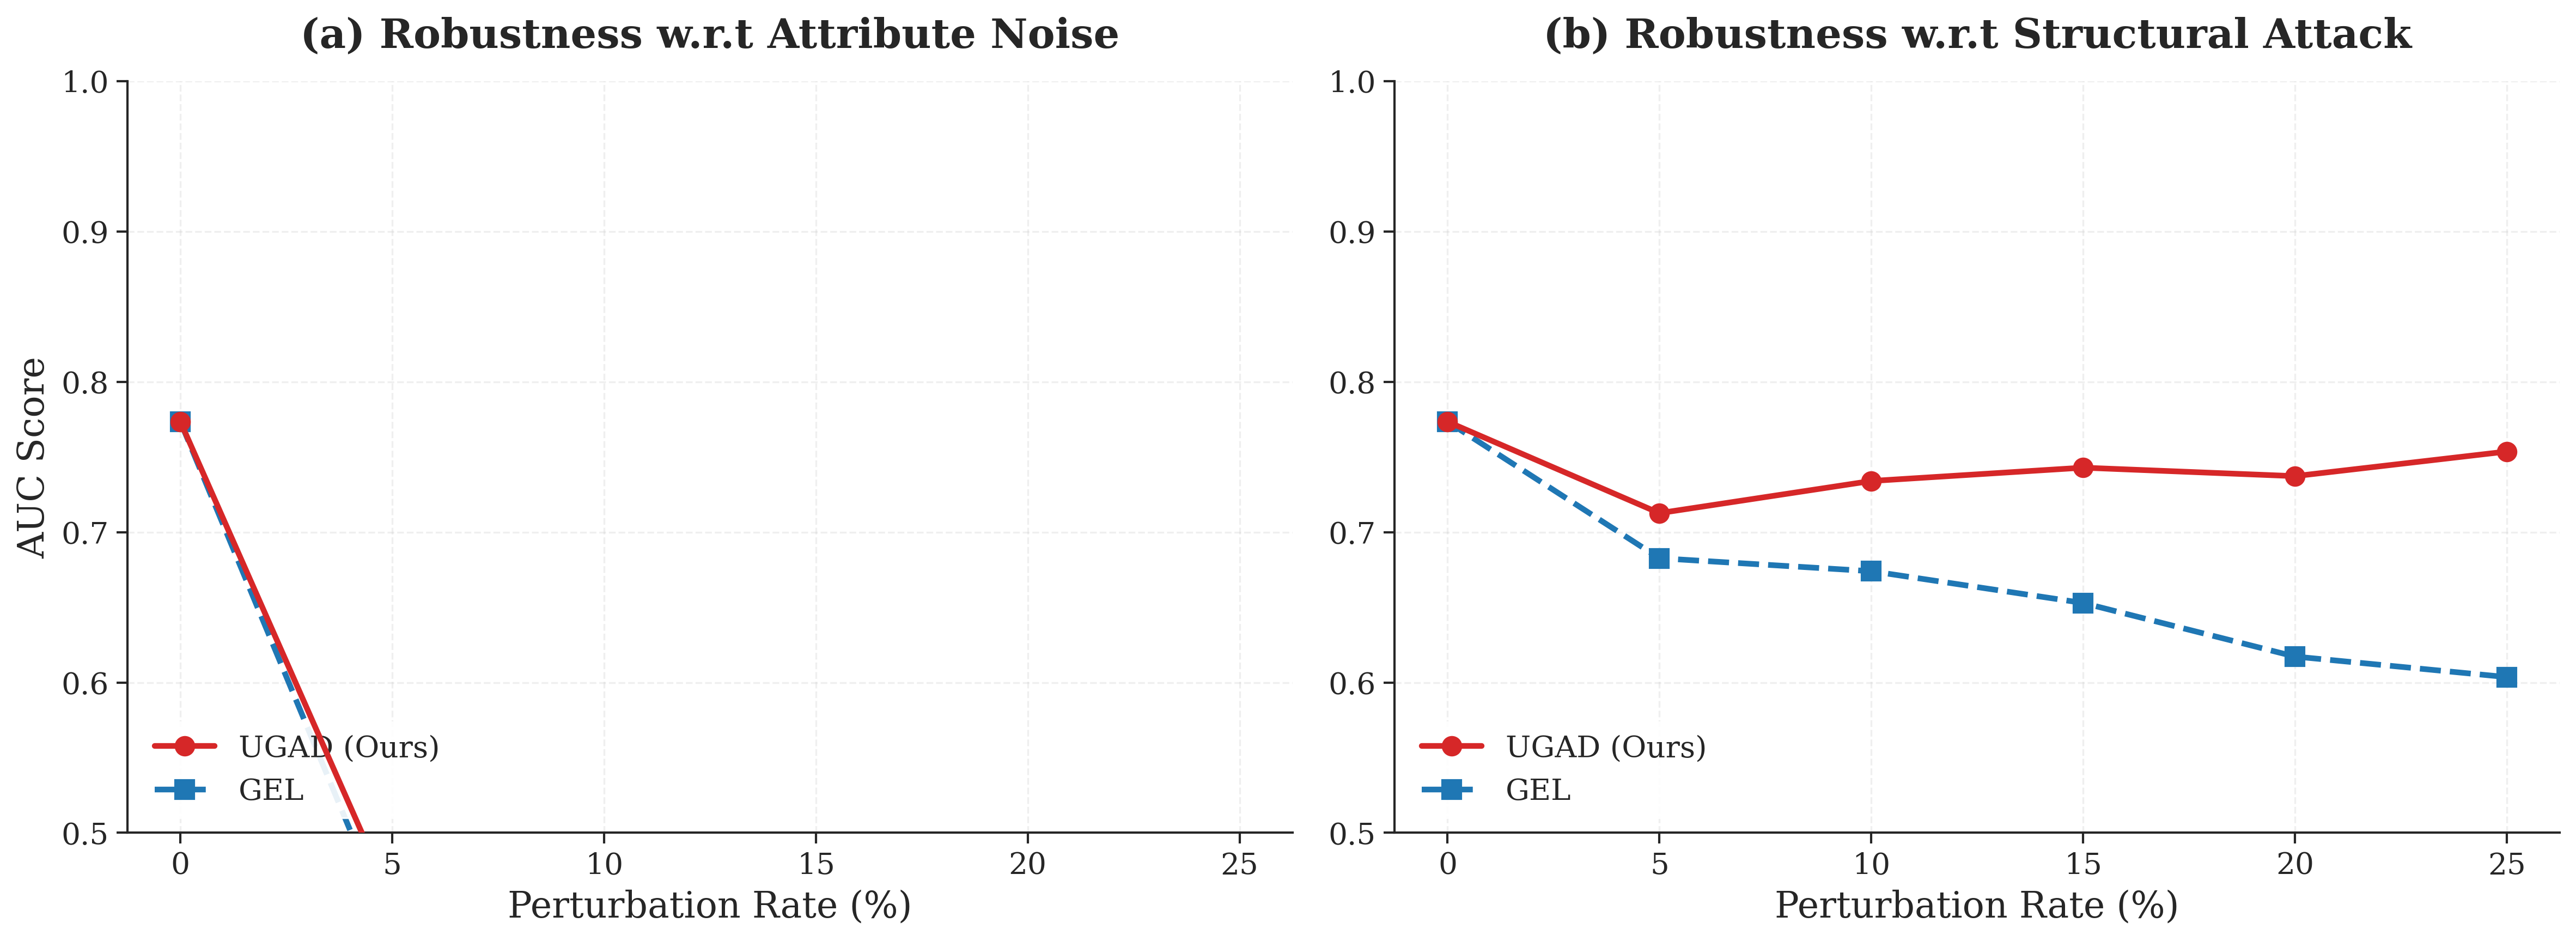 (a) Robustness w.r.t Attribute Noise
1.0
0.9
0.8
0.7
0.6
0.5
AUC Score
UGAD (Ours)
GEL
0 5 10 15 20 25
Perturbation Rate (%)
(b) Robustness w.r.t Structural Attack
1.0
0.9
0.8
0.7
0.6
0.5
UGAD (Ours)
GEL
0 5 10 15 20 25
Perturbation Rate (%)